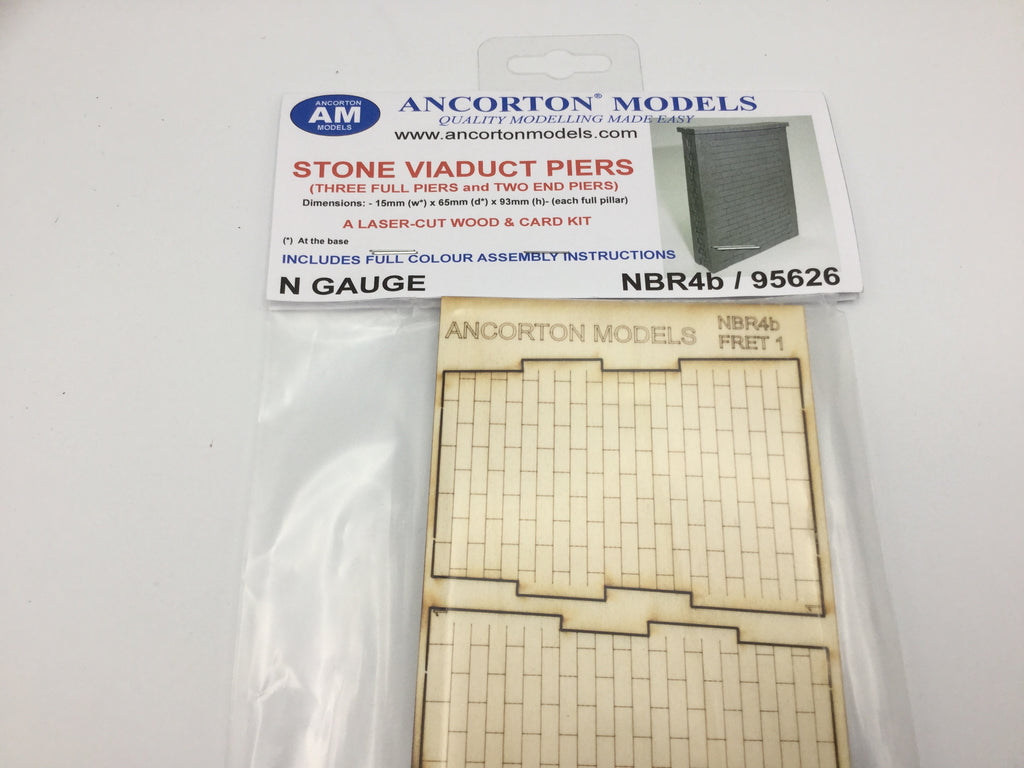 ANCORTON
AM
MODELS
ANCORTON® MODELS
QUALITY MODELLING MADE EASY
www.ancortonmodels.com
STONE VIADUCT PIERS
(THREE FULL PIERS and TWO END PIERS)
Dimensions: - 15mm (w*) x 65mm (d*) x 93mm (h)- (each full pillar)
A LASER-CUT WOOD & CARD KIT
(*) At the base
INCLUDES FULL COLOUR ASSEMBLY INSTRUCTIONS
N GAUGE
NBR4b / 95626
ANCORTON MODELS
NBR4b
FRET 1
1
1